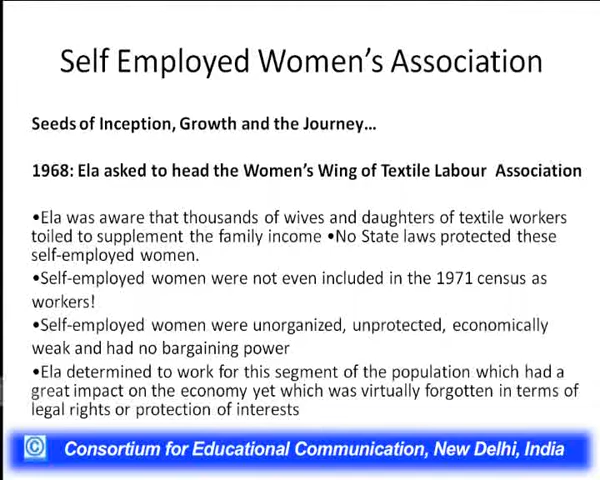 Self Employed Women’s Association
Seeds of Inception, Growth and the Journey…
1968: Ela asked to head the Women’s Wing of Textile Labour Association
•Ela was aware that thousands of wives and daughters of textile workers
toiled to supplement the family income •No State laws protected these
self-employed women.
•Self-employed women were not even included in the 1971 census as
workers!
•Self-employed women were unorganized, unprotected, economically
weak and had no bargaining power
•Ela determined to work for this segment of the population which had a
great impact on the economy yet which was virtually forgotten in terms of
legal rights or protection of interests
© Consortium for Educational Communication, New Delhi, India